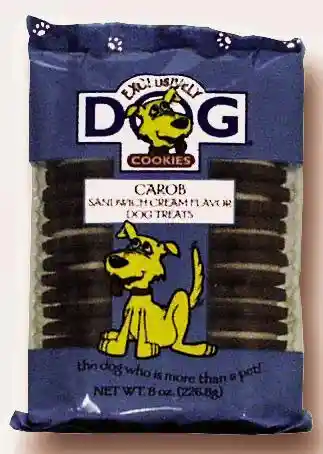 EXCLUSIVELY
DOG
COOKIES
CAROB
SANDWICH CREAM FLAVOR
DOG TREATS
the dog who is more than a pet!
NET WT. 8 oz. (226.8g)